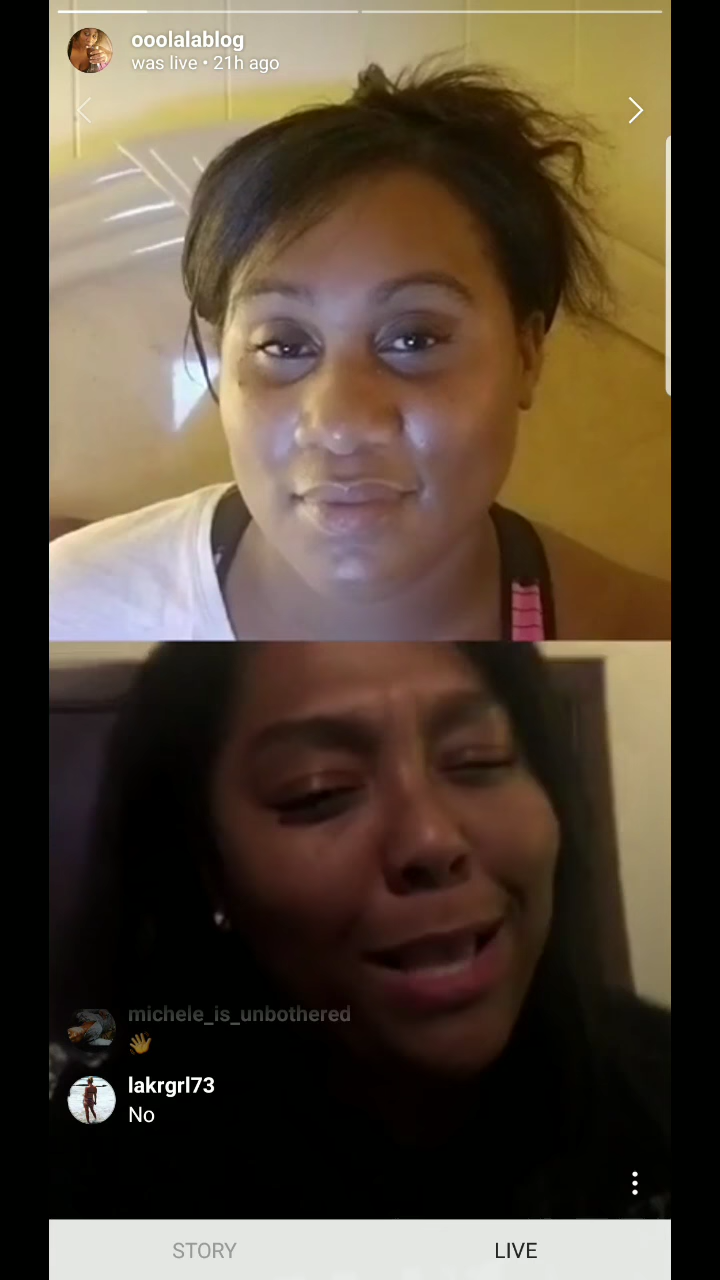 ooolalablog
was live • 21h ago
michele_is_unbothered
👋
lakrgrl73
No
STORY
LIVE